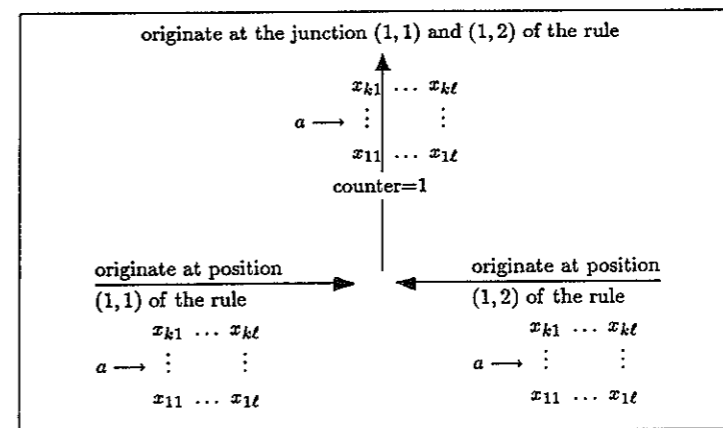 originate at the junction (1, 1) and (1, 2) of the rule
x_{k1} … x_{kℓ}
a ⟶ ⋮ ⋮
x_{11} … x_{1ℓ}
counter=1
originate at position
(1, 1) of the rule
x_{k1} … x_{kℓ}
a ⟶ ⋮ ⋮
x_{11} … x_{1ℓ}
originate at position
(1, 2) of the rule
x_{k1} … x_{kℓ}
a ⟶ ⋮ ⋮
x_{11} … x_{1ℓ}